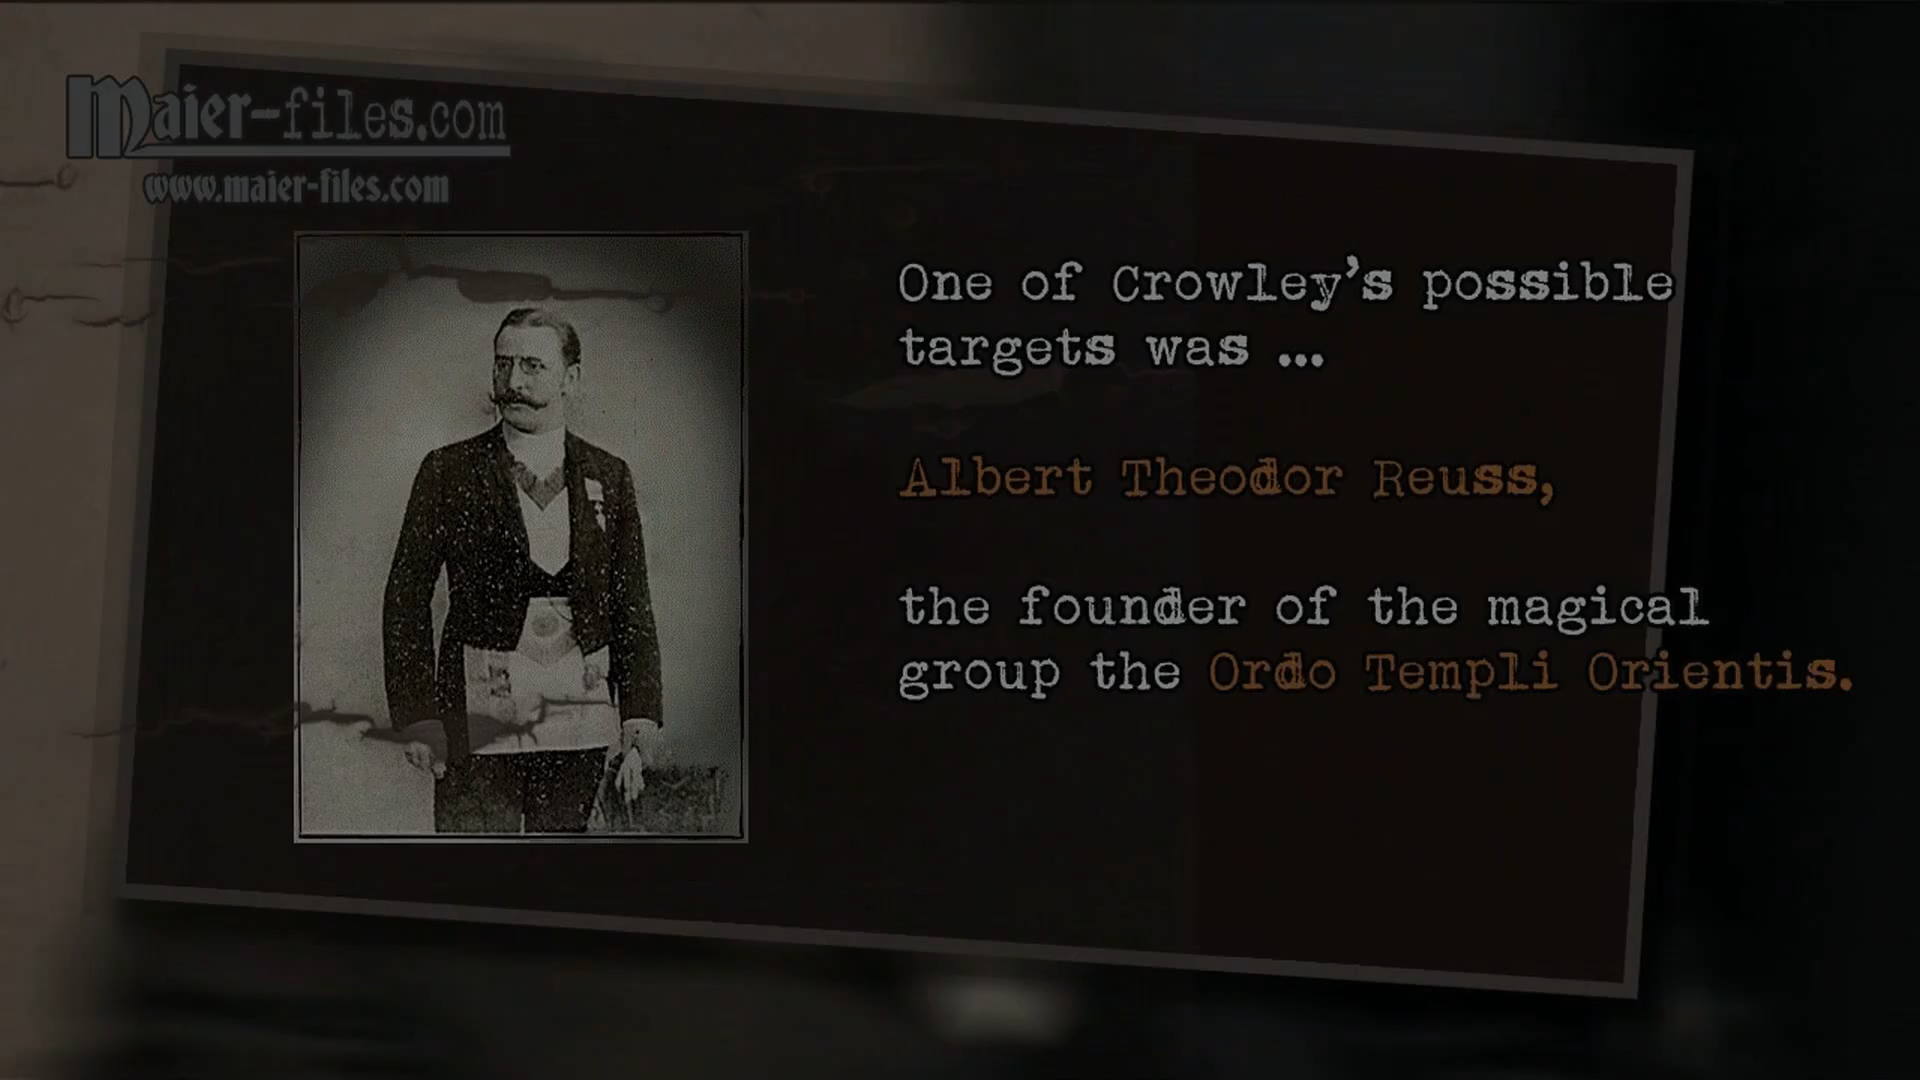 Maier-files.com
www.maier-files.com
One of Crowley's possible
targets was ...
Albert Theodor Reuss,
the founder of the magical
group the Ordo Templi Orientis.